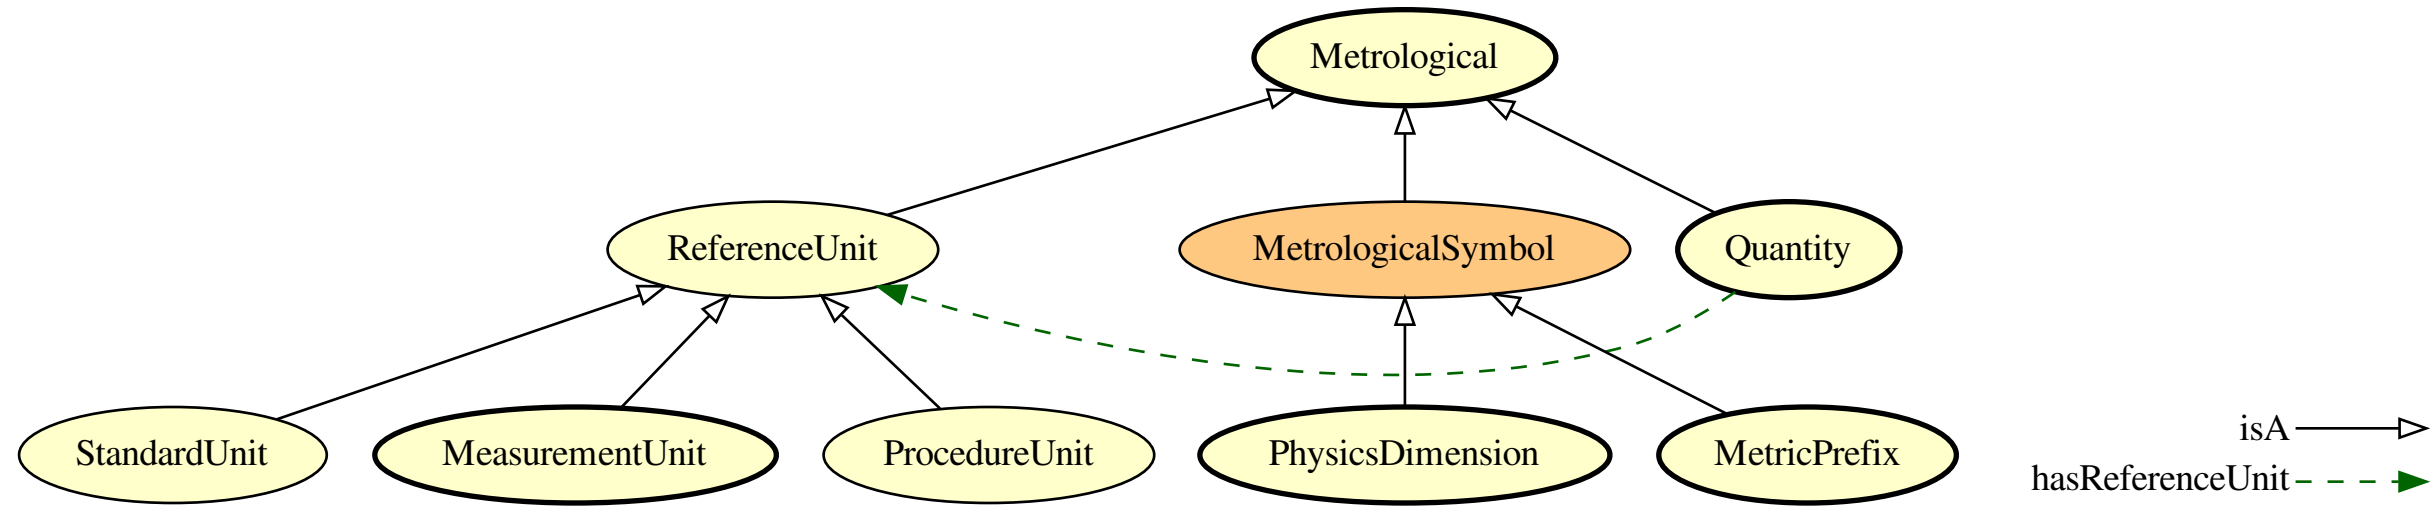 Metrological
ReferenceUnit
MetrologicalSymbol
Quantity
StandardUnit
MeasurementUnit
ProcedureUnit
PhysicsDimension
MetricPrefix
isA
hasReferenceUnit